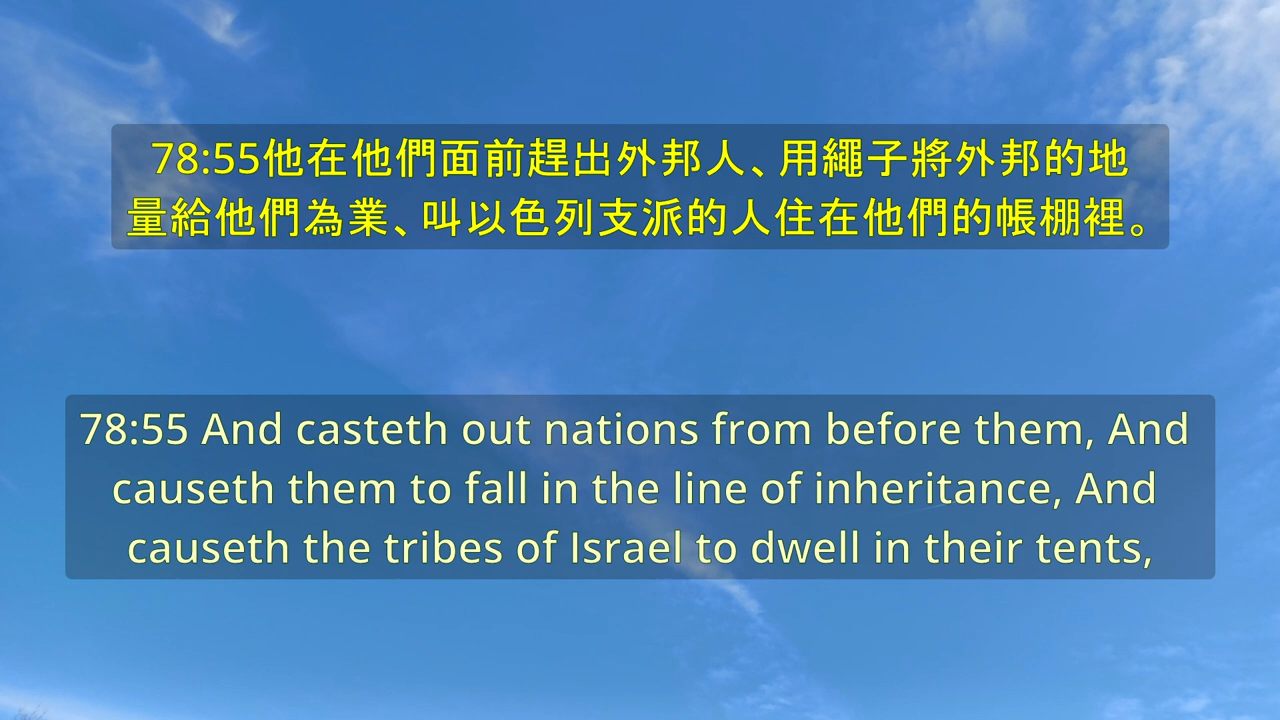 78:55他在他們面前趕出外邦人、用繩子將外邦的地
量給他們為業、叫以色列支派的人住在他們的帳棚裡。
78:55 And casteth out nations from before them, And
causeth them to fall in the line of inheritance, And
causeth the tribes of Israel to dwell in their tents,